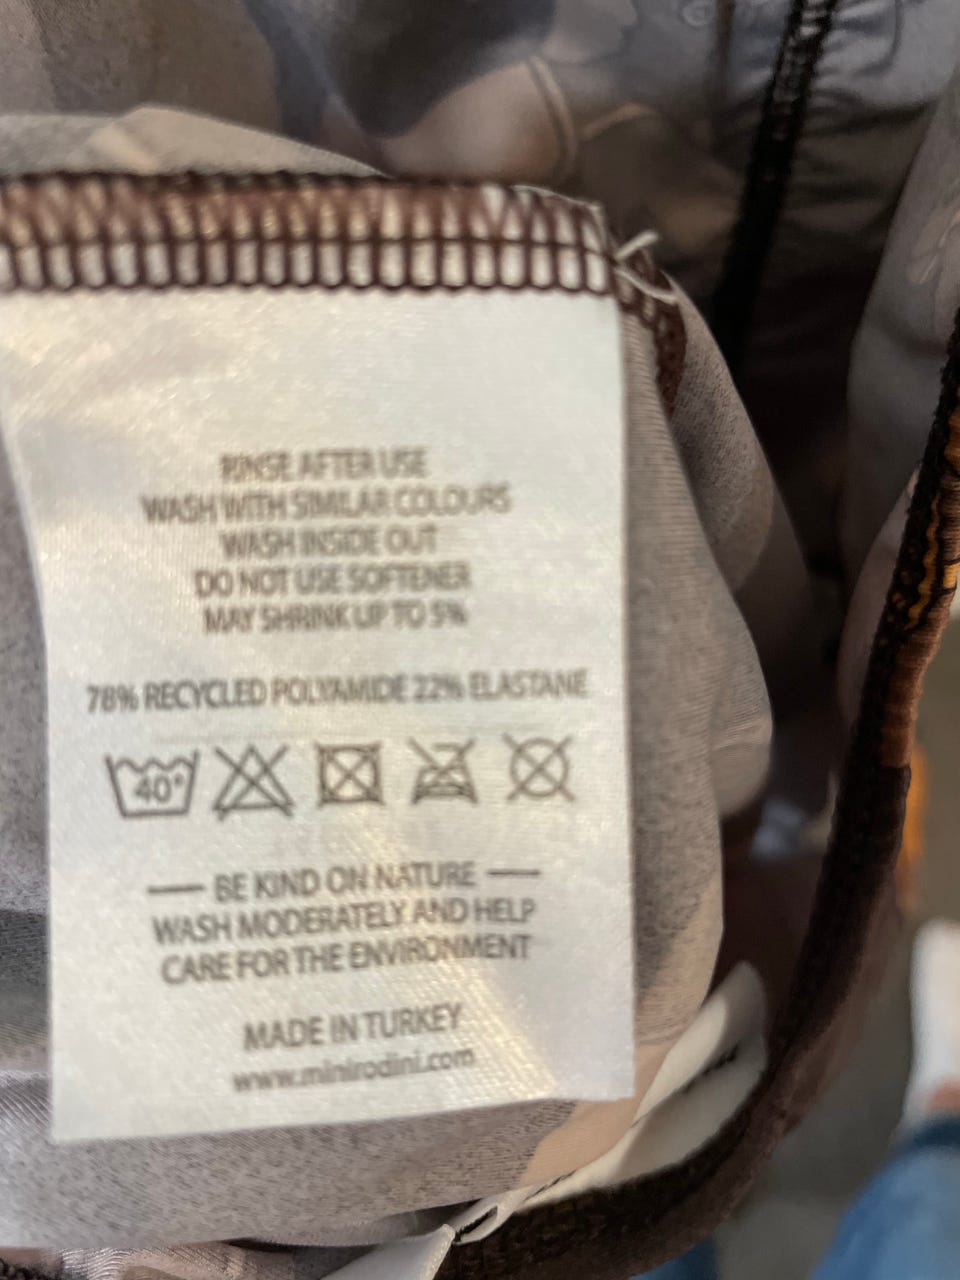 RINSE AFTER USE
WASH WITH SIMILAR COLOURS
WASH INSIDE OUT
DO NOT USE SOFTENER
MAY SHRINK UP TO 5%
78% RECYCLED POLYAMIDE 22% ELASTANE
40°
BE KIND ON NATURE
WASH MODERATELY AND HELP
CARE FOR THE ENVIRONMENT
MADE IN TURKEY
www.minirodini.com